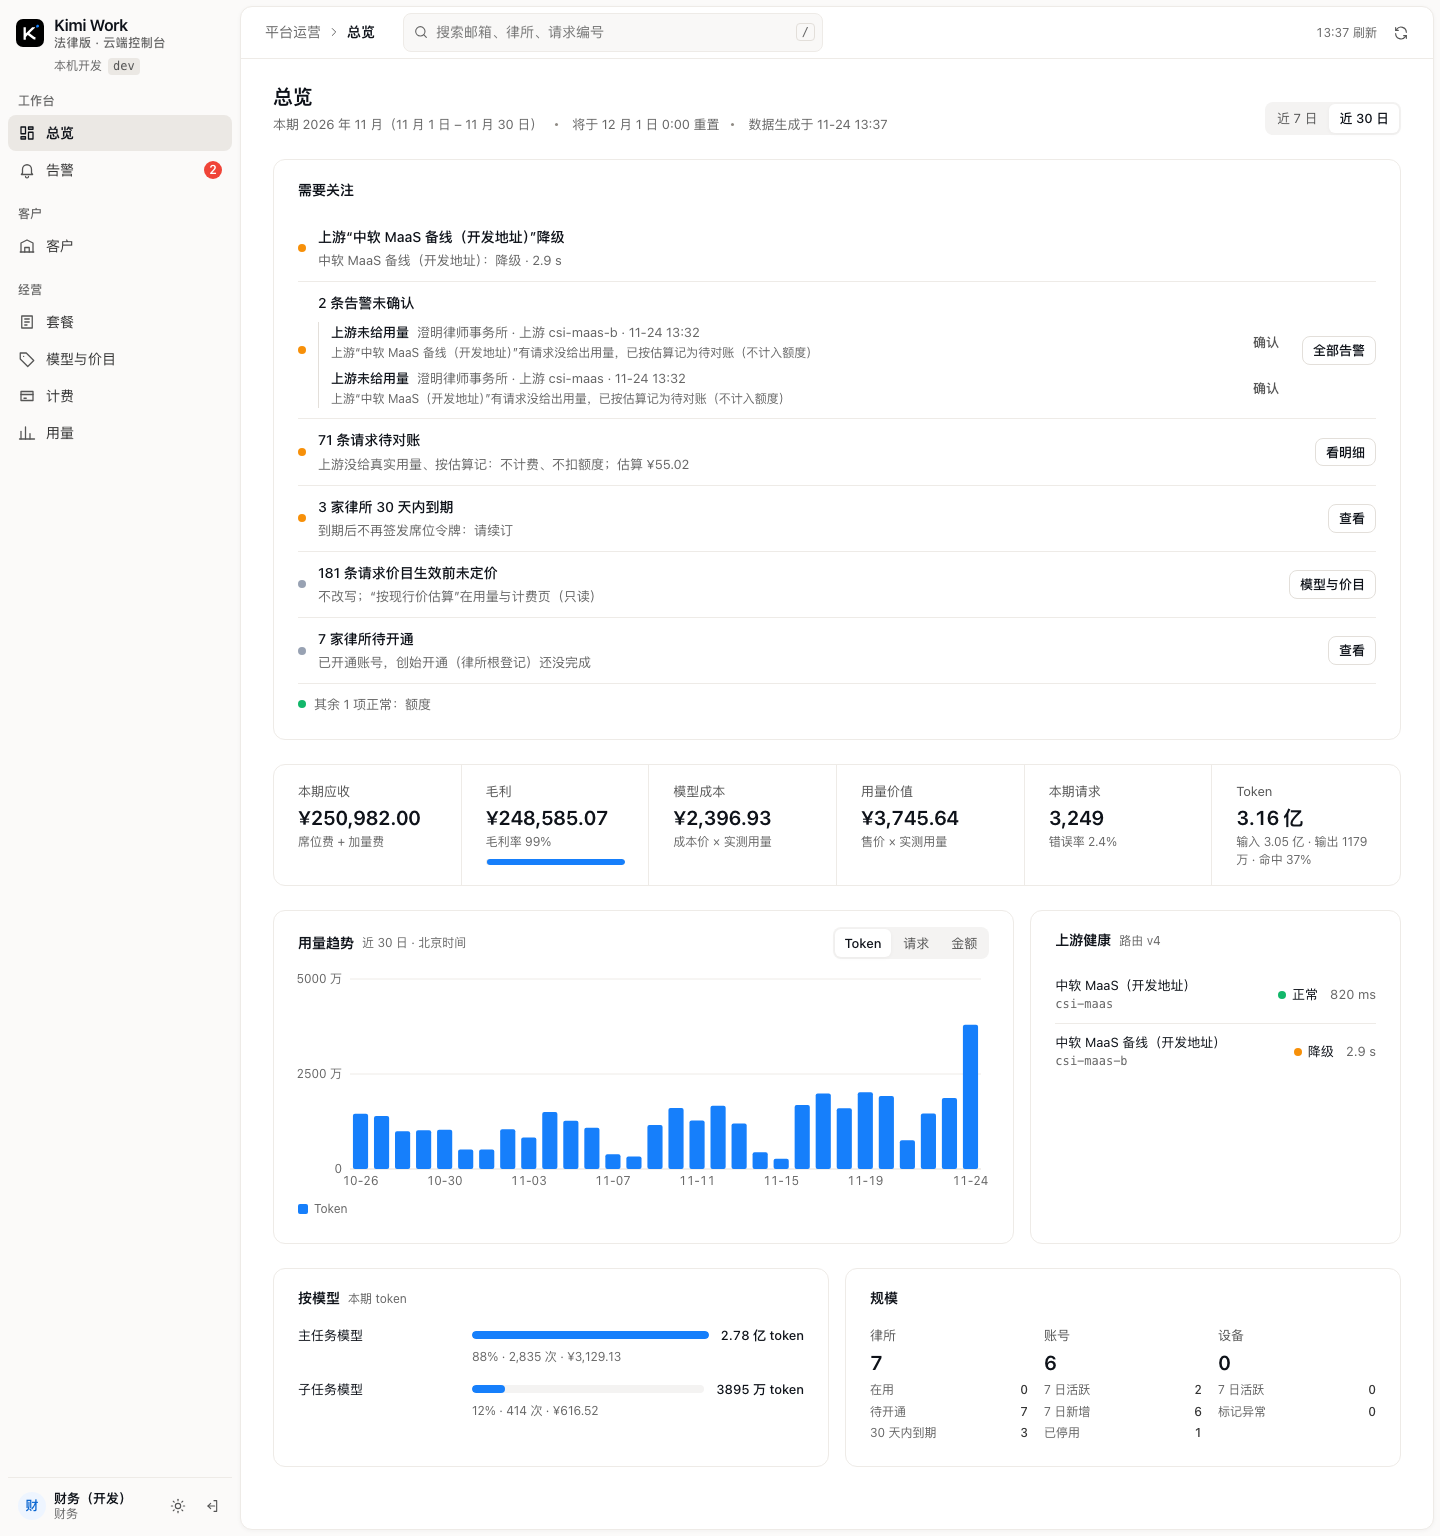 Kimi Work
法律版 · 云端控制台
本机开发 dev
工作台
总览
告警 2
客户
客户
经营
套餐
模型与价目
计费
用量
财 财务（开发）
财务
平台运营 > 总览
搜索邮箱、律所、请求编号 /
13:37 刷新
总览
本期 2026 年 11 月（11 月 1 日 – 11 月 30 日） • 将于 12 月 1 日 0:00 重置 • 数据生成于 11-24 13:37
近 7 日 近 30 日
需要关注
上游“中软 MaaS 备线（开发地址）”降级
中软 MaaS 备线（开发地址）：降级 · 2.9 s
2 条告警未确认
上游未给用量 澄明律师事务所 · 上游 csi-maas-b · 11-24 13:32
上游“中软 MaaS 备线（开发地址）”有请求没给出用量，已按估算记为待对账（不计入额度）
确认
上游未给用量 澄明律师事务所 · 上游 csi-maas · 11-24 13:32
上游“中软 MaaS（开发地址）”有请求没给出用量，已按估算记为待对账（不计入额度）
确认
全部告警
71 条请求待对账
上游没给真实用量、按估算记：不计费、不扣额度；估算 ¥55.02
看明细
3 家律所 30 天内到期
到期后不再签发席位令牌：请续订
查看
181 条请求价目生效前未定价
不改写；“按现行价估算”在用量与计费页（只读）
模型与价目
7 家律所待开通
已开通账号，创始开通（律所根登记）还没完成
查看
其余 1 项正常：额度
本期应收
¥250,982.00
席位费 + 加量费
毛利
¥248,585.07
毛利率 99%
模型成本
¥2,396.93
成本价 × 实测用量
用量价值
¥3,745.64
售价 × 实测用量
本期请求
3,249
错误率 2.4%
Token
3.16 亿
输入 3.05 亿 · 输出 1179
万 · 命中 37%
用量趋势 近 30 日 · 北京时间
Token 请求 金额
5000 万
2500 万
0
10-26 10-30 11-03 11-07 11-11 11-15 11-19 11-24
Token
上游健康 路由 v4
中软 MaaS（开发地址）
csi-maas
正常 820 ms
中软 MaaS 备线（开发地址）
csi-maas-b
降级 2.9 s
按模型 本期 token
主任务模型 2.78 亿 token
88% · 2,835 次 · ¥3,129.13
子任务模型 3895 万 token
12% · 414 次 · ¥616.52
规模
律所
7
在用 0
待开通 7
30 天内到期 3
账号
6
7 日活跃 2
7 日新增 6
已停用 1
设备
0
7 日活跃 0
标记异常 0